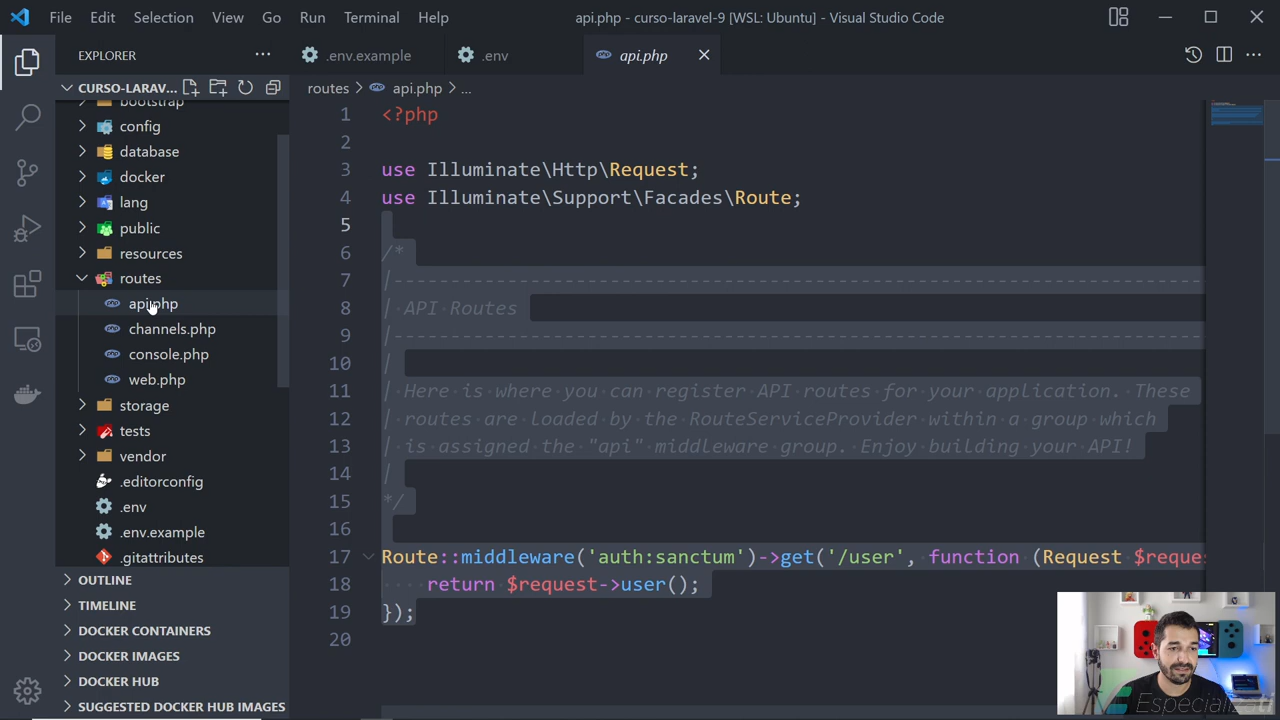 File Edit Selection View Go Run Terminal Help
api.php - curso-laravel-9 [WSL: Ubuntu] - Visual Studio Code
EXPLORER
.env.example
.env
api.php
CURSO-LARAV...
routes > api.php > ...
bootstrap
config
database
docker
lang
public
resources
routes
api.php
channels.php
console.php
web.php
storage
tests
vendor
.editorconfig
.env
.env.example
.gitattributes
OUTLINE
TIMELINE
DOCKER CONTAINERS
DOCKER IMAGES
DOCKER HUB
SUGGESTED DOCKER HUB IMAGES
1 <?php
2
3 use Illuminate\Http\Request;
4 use Illuminate\Support\Facades\Route;
5
6 /*
7 |--------------------------------------------------------------------------
8 | API Routes
9 |--------------------------------------------------------------------------
10 |
11 | Here is where you can register API routes for your application. These
12 | routes are loaded by the RouteServiceProvider within a group which
13 | is assigned the "api" middleware group. Enjoy building your API!
14 |
15 */
16
17 Route::middleware('auth:sanctum')->get('/user', function (Request $reques
18 return $request->user();
19 });
20
Especializati